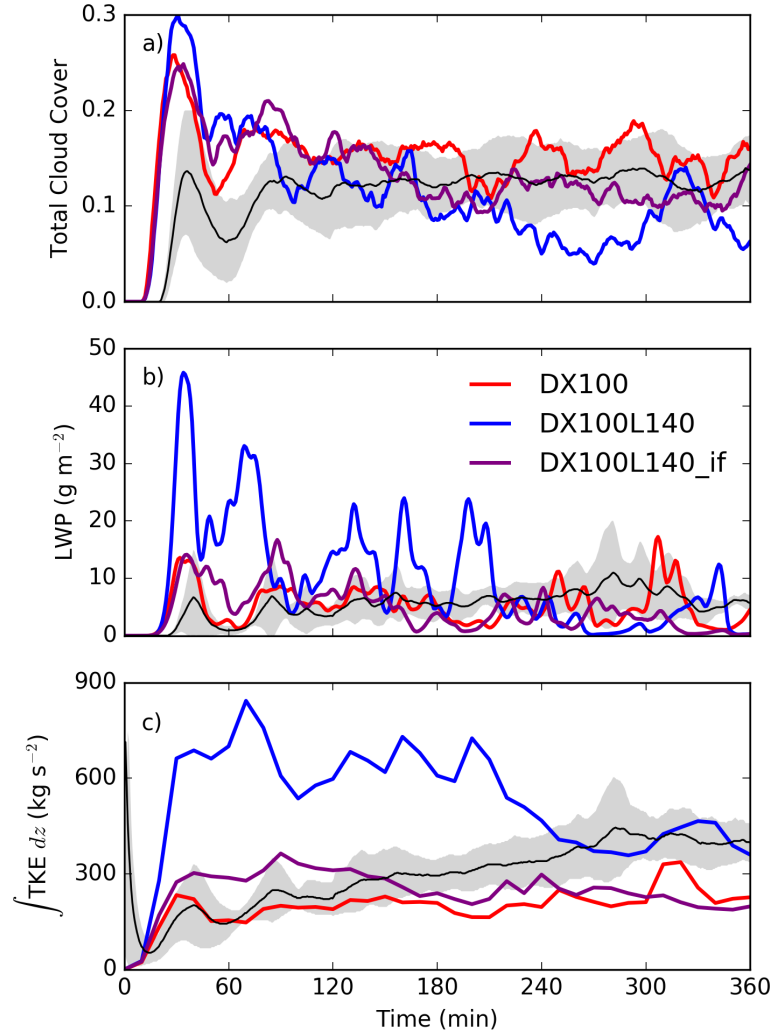 0.3
0.2
0.1
0.0
Total Cloud Cover
a)
50
40
30
20
10
0
LWP (g m⁻²)
b)
DX100
DX100L140
DX100L140_if
900
600
300
0
∫TKE dz (kg s⁻²)
c)
0 60 120 180 240 300 360
Time (min)